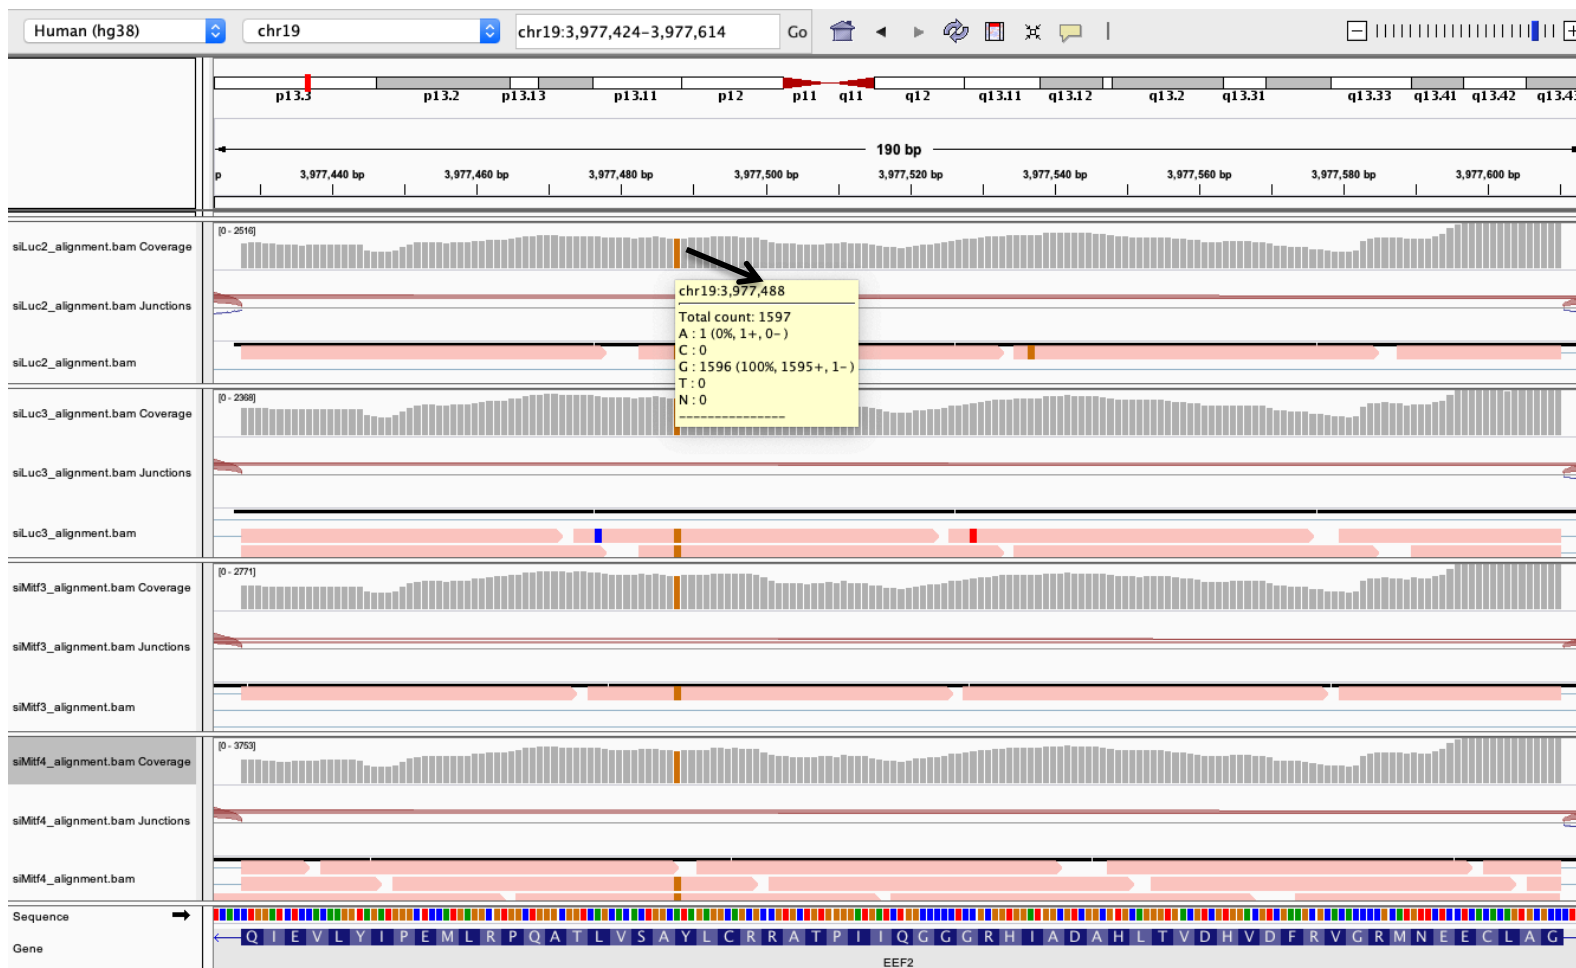 Human (hg38) chr19 chr19:3,977,424-3,977,614 Go
p13.3 p13.2 p13.13 p13.11 p12 p11 q11 q12 q13.11 q13.12 q13.2 q13.31 q13.33 q13.41 q13.42 q13.43
190 bp
p 3,977,440 bp 3,977,460 bp 3,977,480 bp 3,977,500 bp 3,977,520 bp 3,977,540 bp 3,977,560 bp 3,977,580 bp 3,977,600 bp
[0 - 2516]
siLuc2_alignment.bam Coverage
chr19:3,977,488
siLuc2_alignment.bam Junctions
Total count: 1597
A : 1 (0%, 1+, 0- )
C : 0
siLuc2_alignment.bam
G : 1596 (100%, 1595+, 1- )
T : 0
N : 0
---------------
[0 - 2368]
siLuc3_alignment.bam Coverage
siLuc3_alignment.bam Junctions
siLuc3_alignment.bam
[0 - 2771]
siMitf3_alignment.bam Coverage
siMitf3_alignment.bam Junctions
siMitf3_alignment.bam
[0 - 3753]
siMitf4_alignment.bam Coverage
siMitf4_alignment.bam Junctions
siMitf4_alignment.bam
Sequence
Gene
Q I E V L Y I P E M L R P Q A T L V S A Y L C R R A T P I I Q G G G R H I A D A H L T V D H V D F R V G R M N E E C L A G
EEF2